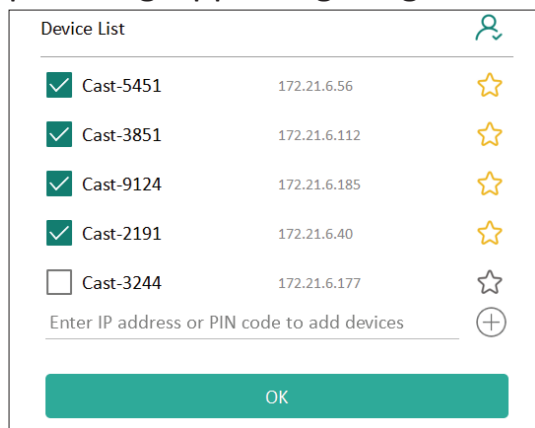 Device List
Cast-5451 172.21.6.56
Cast-3851 172.21.6.112
Cast-9124 172.21.6.185
Cast-2191 172.21.6.40
Cast-3244 172.21.6.177
Enter IP address or PIN code to add devices
OK